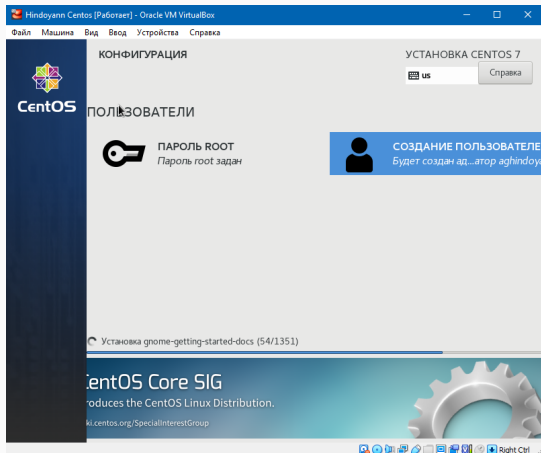 Hindoyann Centos [Работает] - Oracle VM VirtualBox
Файл Машина Вид Ввод Устройства Справка
КОНФИГУРАЦИЯ
УСТАНОВКА CENTOS 7
us
Справка
CentOS
ПОЛЬЗОВАТЕЛИ
ПАРОЛЬ ROOT
Пароль root задан
СОЗДАНИЕ ПОЛЬЗОВАТЕЛЕ
Будет создан ад...атор aghindoya
Установка gnome-getting-started-docs (54/1351)
CentOS Core SIG
roduces the CentOS Linux Distribution.
ki.centos.org/SpecialInterestGroup
Right Ctrl